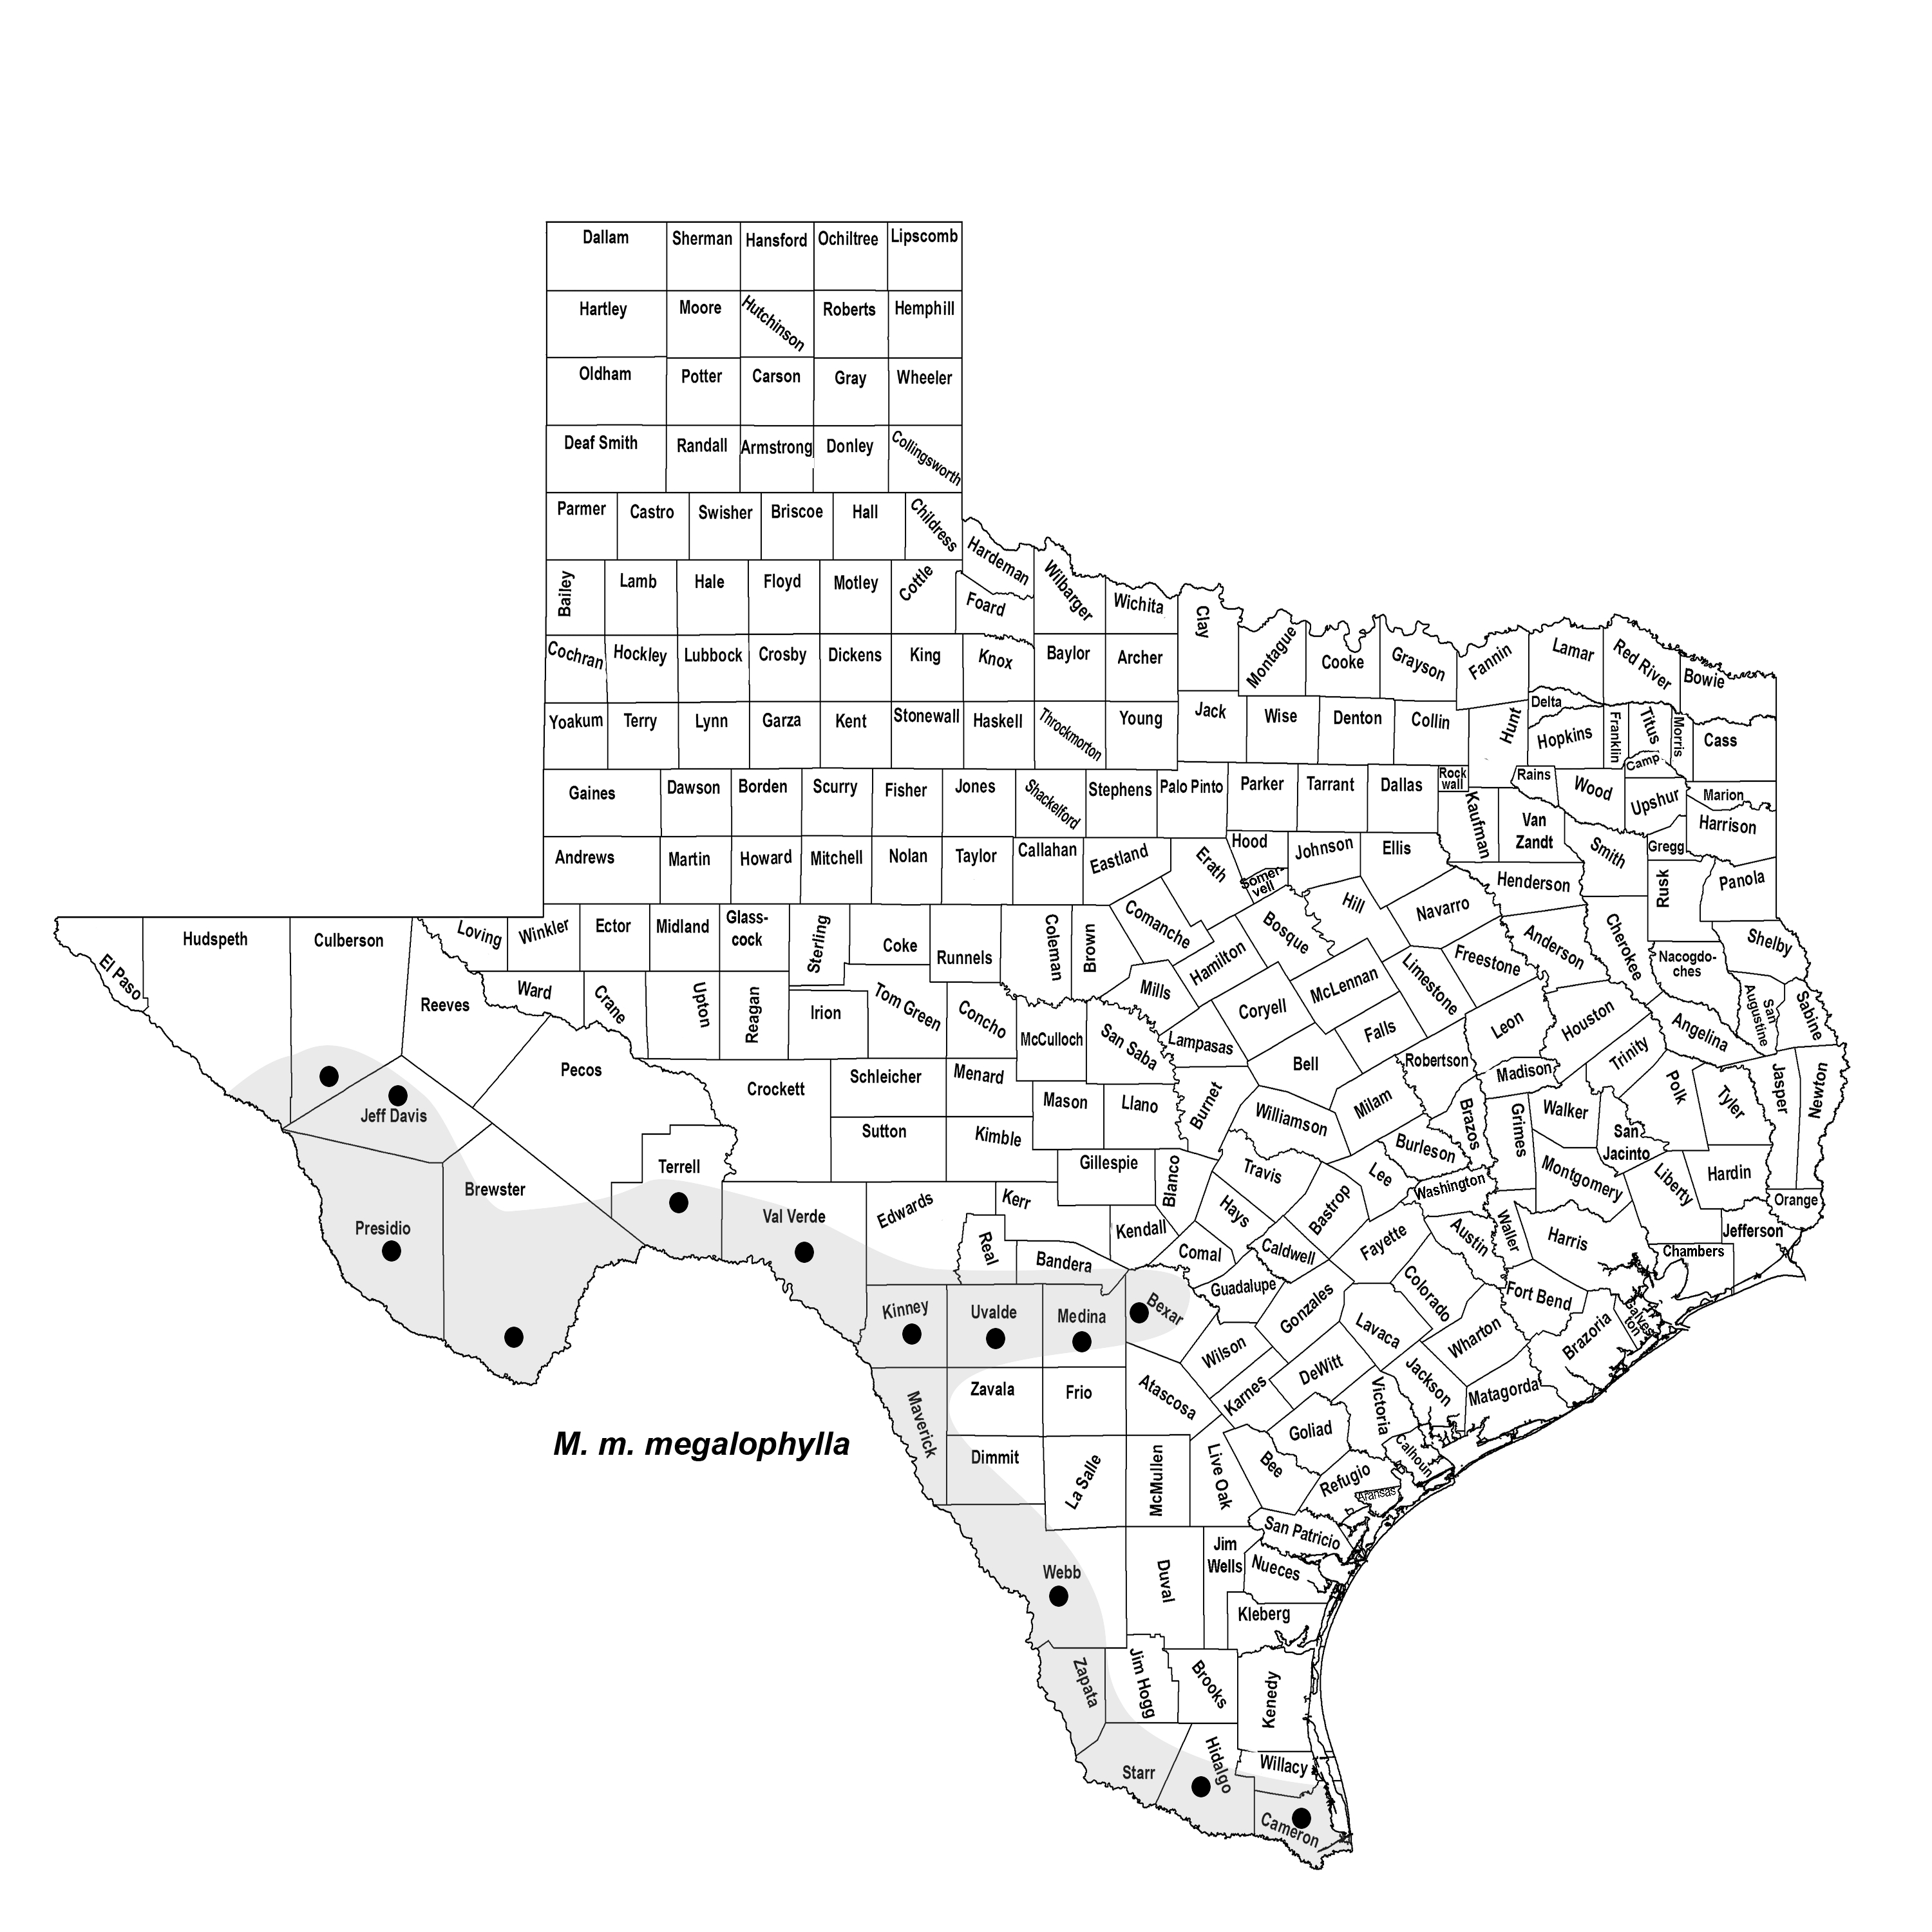 Dallam Sherman Hansford Ochiltree Lipscomb
Hartley Moore Hutchinson Roberts Hemphill
Oldham Potter Carson Gray Wheeler
Deaf Smith Randall Armstrong Donley Collingsworth
Parmer Castro Swisher Briscoe Hall Childress
Hardeman
Bailey Lamb Hale Floyd Motley Cottle Foard Wilbarger Wichita Clay
Cochran Hockley Lubbock Crosby Dickens King Knox Baylor Archer Montague Cooke Grayson Fannin Lamar Red River Bowie
Yoakum Terry Lynn Garza Kent Stonewall Haskell Throckmorton Young Jack Wise Denton Collin Hunt Delta Hopkins Franklin Titus Morris Cass
Gaines Dawson Borden Scurry Fisher Jones Shackelford Stephens Palo Pinto Parker Tarrant Dallas
Rock
wall
Kaufman Rains Wood Camp Upshur Marion Harrison
Van
Zandt
Andrews Martin Howard Mitchell Nolan Taylor Callahan Eastland Erath Hood Johnson Ellis Smith Gregg
Somer-
vell
Henderson Rusk Panola
El Paso Hudspeth Culberson Loving Winkler Ector Midland
Glass-
cock
Sterling Coke Runnels Coleman Brown Comanche Hamilton Bosque Hill Navarro Freestone Anderson Cherokee
Nacogdo-
ches
Shelby
Reeves Ward Crane Upton Reagan Irion Tom Green Concho McCulloch San Saba Mills Lampasas Coryell McLennan Limestone Falls Leon Houston Angelina
San
Augustine
Sabine
Jeff Davis Pecos Crockett Schleicher Menard Mason Llano Burnet Bell Williamson Milam Robertson Madison Trinity Polk Tyler Jasper Newton
Sutton Kimble Gillespie Blanco Travis Lee Burleson Brazos Grimes Walker
San
Jacinto
Hardin
Terrell Brewster Presidio Val Verde Edwards Kerr Real Kendall Bandera Comal Hays Caldwell Bastrop Fayette Washington Austin Waller Montgomery Harris Liberty Orange Jefferson Chambers
Kinney Uvalde Medina Bexar Guadalupe Gonzales Lavaca Colorado Wharton Fort Bend Brazoria
Galves-
ton
Maverick Zavala Frio Atascosa Wilson Karnes DeWitt Victoria Jackson Matagorda
M. m. megalophylla
Dimmit La Salle McMullen Live Oak Bee Goliad Refugio Calhoun Aransas
San Patricio
Webb Duval
Jim
Wells
Nueces
Kleberg
Zapata Jim Hogg Brooks Kenedy
Starr Hidalgo Willacy
Cameron